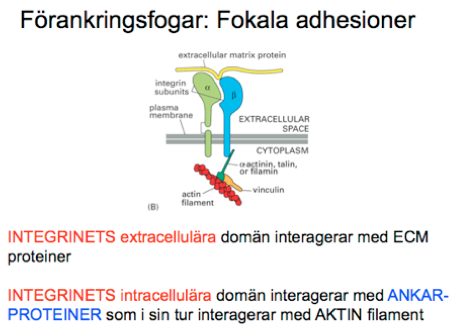 Förankringsfogar: Fokala adhesioner
extracellular matrix protein
integrin
subunits
α
β
plasma
membrane
EXTRACELLULAR
SPACE
CYTOPLASM
α-actinin, talin,
or filamin
vinculin
actin
filament
(B)
INTEGRINETS extracellulära domän interagerar med ECM
proteiner
INTEGRINETS intracellulära domän interagerar med ANKAR-
PROTEINER som i sin tur interagerar med AKTIN filament